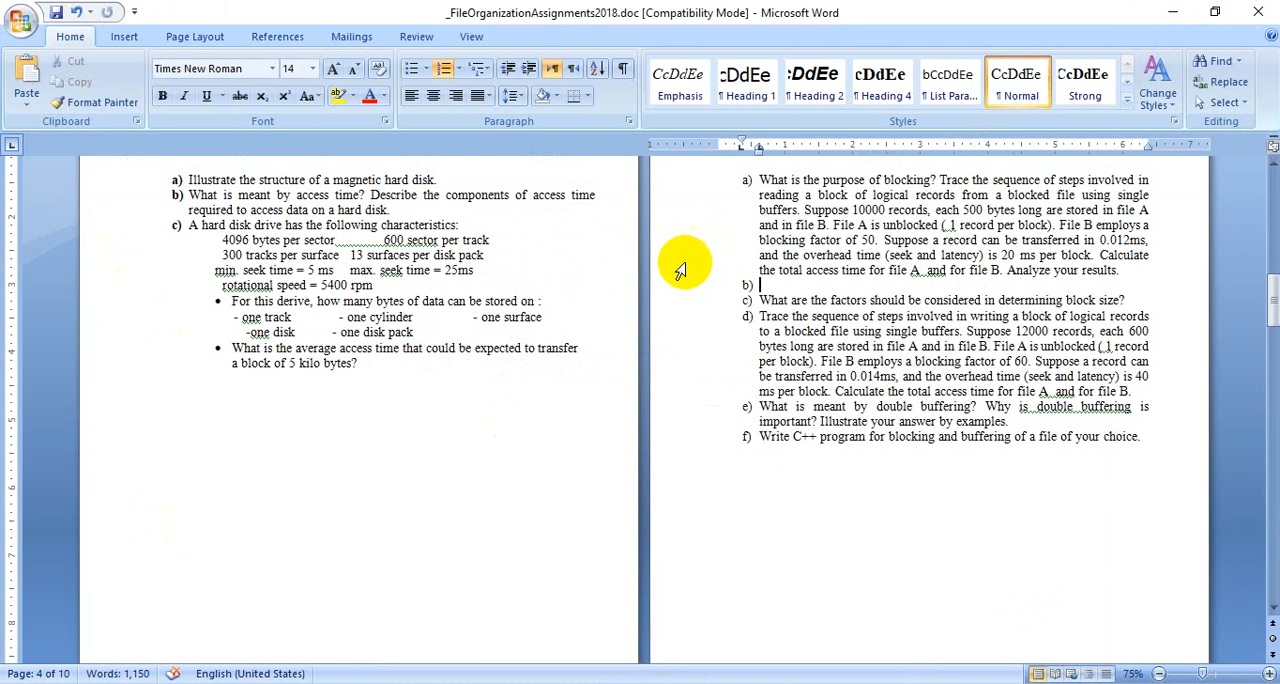 _FileOrganizationAssignments2018.doc [Compatibility Mode] - Microsoft Word
Home Insert Page Layout References Mailings Review View
Paste
Cut
Copy
Format Painter
Clipboard
Times New Roman 14
B I U abc x₂ x² Aa
Font
Paragraph
CcDdEe Emphasis
CcDdEe ¶ Heading 1
CcDdEe ¶ Heading 2
CcDdEe ¶ Heading 4
bCcDdEe ¶ List Para...
CcDdEe ¶ Normal
CcDdEe Strong
Change Styles
Styles
Find
Replace
Select
Editing
1 1 2 3 4 5 6 7
a) Illustrate the structure of a magnetic hard disk.
b) What is meant by access time? Describe the components of access time
required to access data on a hard disk.
c) A hard disk drive has the following characteristics:
4096 bytes per sector 600 sector per track
300 tracks per surface 13 surfaces per disk pack
min. seek time = 5 ms max. seek time = 25ms
rotational speed = 5400 rpm
• For this derive, how many bytes of data can be stored on :
- one track - one cylinder - one surface
-one disk - one disk pack
• What is the average access time that could be expected to transfer
a block of 5 kilo bytes?
a) What is the purpose of blocking? Trace the sequence of steps involved in
reading a block of logical records from a blocked file using single
buffers. Suppose 10000 records, each 500 bytes long are stored in file A
and in file B. File A is unblocked ( 1 record per block). File B employs a
blocking factor of 50. Suppose a record can be transferred in 0.012ms,
and the overhead time (seek and latency) is 20 ms per block. Calculate
the total access time for file A and for file B. Analyze your results.
b)
c) What are the factors should be considered in determining block size?
d) Trace the sequence of steps involved in writing a block of logical records
to a blocked file using single buffers. Suppose 12000 records, each 600
bytes long are stored in file A and in file B. File A is unblocked ( 1 record
per block). File B employs a blocking factor of 60. Suppose a record can
be transferred in 0.014ms, and the overhead time (seek and latency) is 40
ms per block. Calculate the total access time for file A and for file B.
e) What is meant by double buffering? Why is double buffering is
important? Illustrate your answer by examples.
f) Write C++ program for blocking and buffering of a file of your choice.
Page: 4 of 10 Words: 1,150 English (United States) 75%